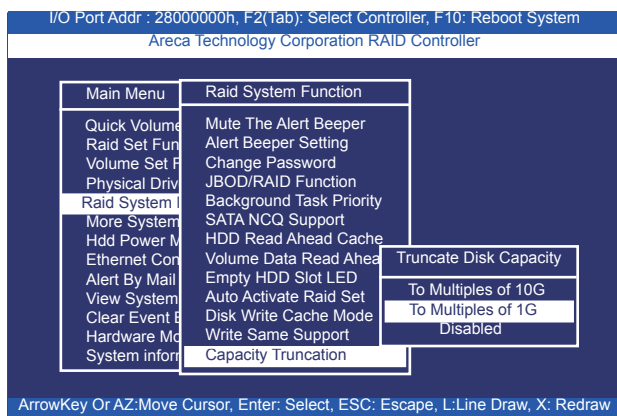 I/O Port Addr : 28000000h, F2(Tab): Select Controller, F10: Reboot System
Areca Technology Corporation RAID Controller
Main Menu
Quick Volume
Raid Set Fun
Volume Set F
Physical Driv
Raid System
More System
Hdd Power M
Ethernet Con
Alert By Mail
View System
Clear Event E
Hardware Mo
System inform
Raid System Function
Mute The Alert Beeper
Alert Beeper Setting
Change Password
JBOD/RAID Function
Background Task Priority
SATA NCQ Support
HDD Read Ahead Cache
Volume Data Read Ahea
Empty HDD Slot LED
Auto Activate Raid Set
Disk Write Cache Mode
Write Same Support
Capacity Truncation
Truncate Disk Capacity
To Multiples of 10G
To Multiples of 1G
Disabled
ArrowKey Or AZ:Move Cursor, Enter: Select, ESC: Escape, L:Line Draw, X: Redraw